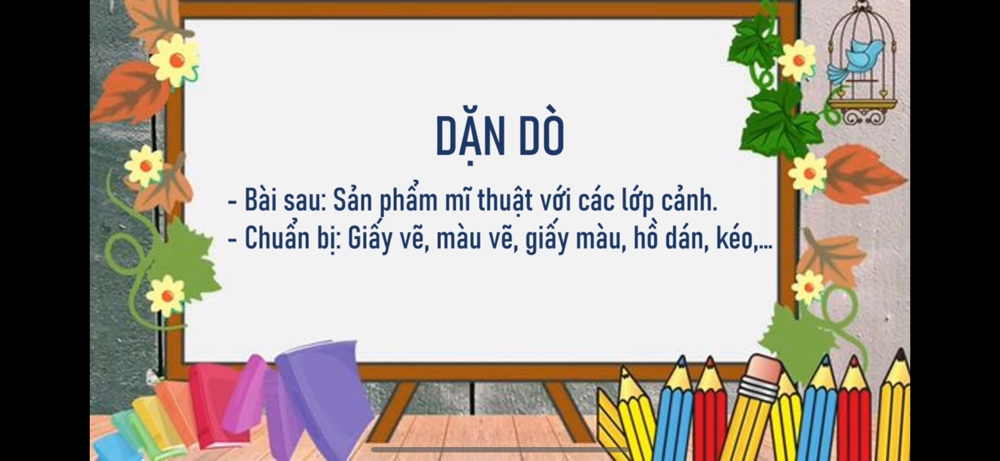 DẶN DÒ
- Bài sau: Sản phẩm mĩ thuật với các lớp cảnh.
- Chuẩn bị: Giấy vẽ, màu vẽ, giấy màu, hồ dán, kéo,...